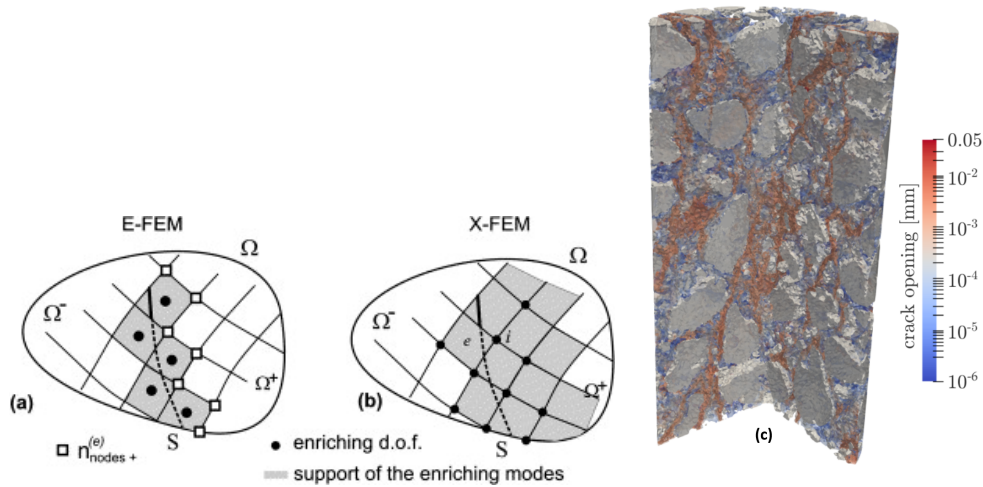 E-FEM
Ω
Ω⁻
Ω⁺
(a)
S
n nodes + (e)
X-FEM
Ω
Ω⁻
e
i
Ω⁺
(b)
S
enriching d.o.f.
support of the enriching modes
(c)
crack opening [mm]
0.05
10⁻²
10⁻³
10⁻⁴
10⁻⁵
10⁻⁶